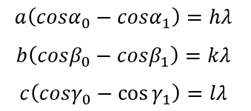 a(cosα₀ − cosα₁) = hλ
b(cosβ₀ − cosβ₁) = kλ
c(cosγ₀ − cos γ₁) = lλ